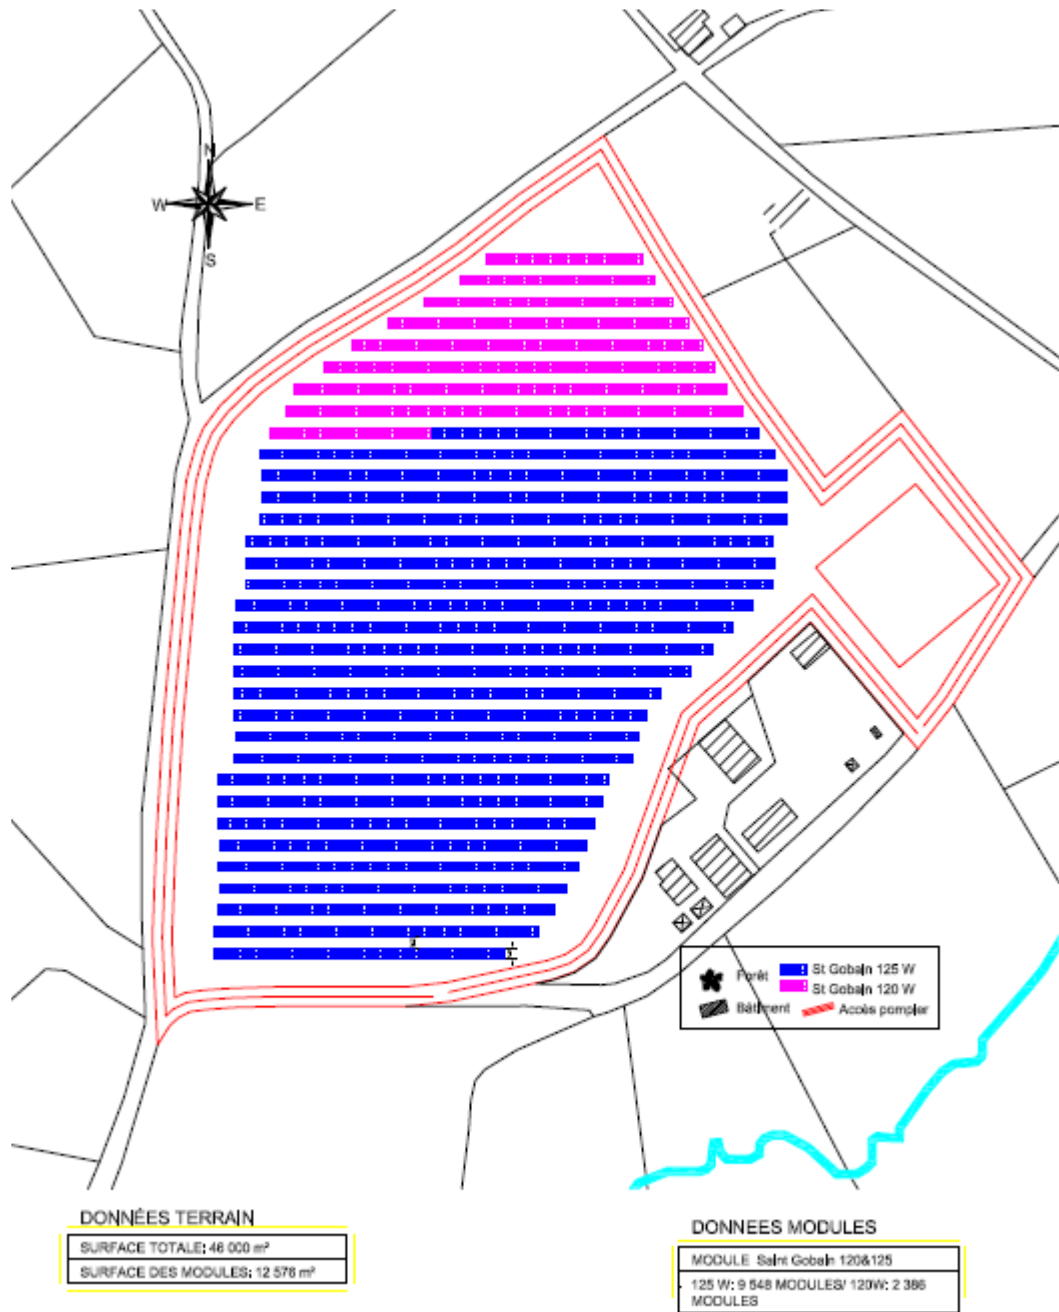 N
W E
S
Forêt St Gobain 125 W
St Gobain 120 W
Bâtiment Accès pompier
DONNÉES TERRAIN
SURFACE TOTALE: 46 000 m²
SURFACE DES MODULES: 12 576 m²
DONNEES MODULES
MODULE Saint Gobain 120&125
125 W: 9 548 MODULES/ 120W: 2 386
MODULES